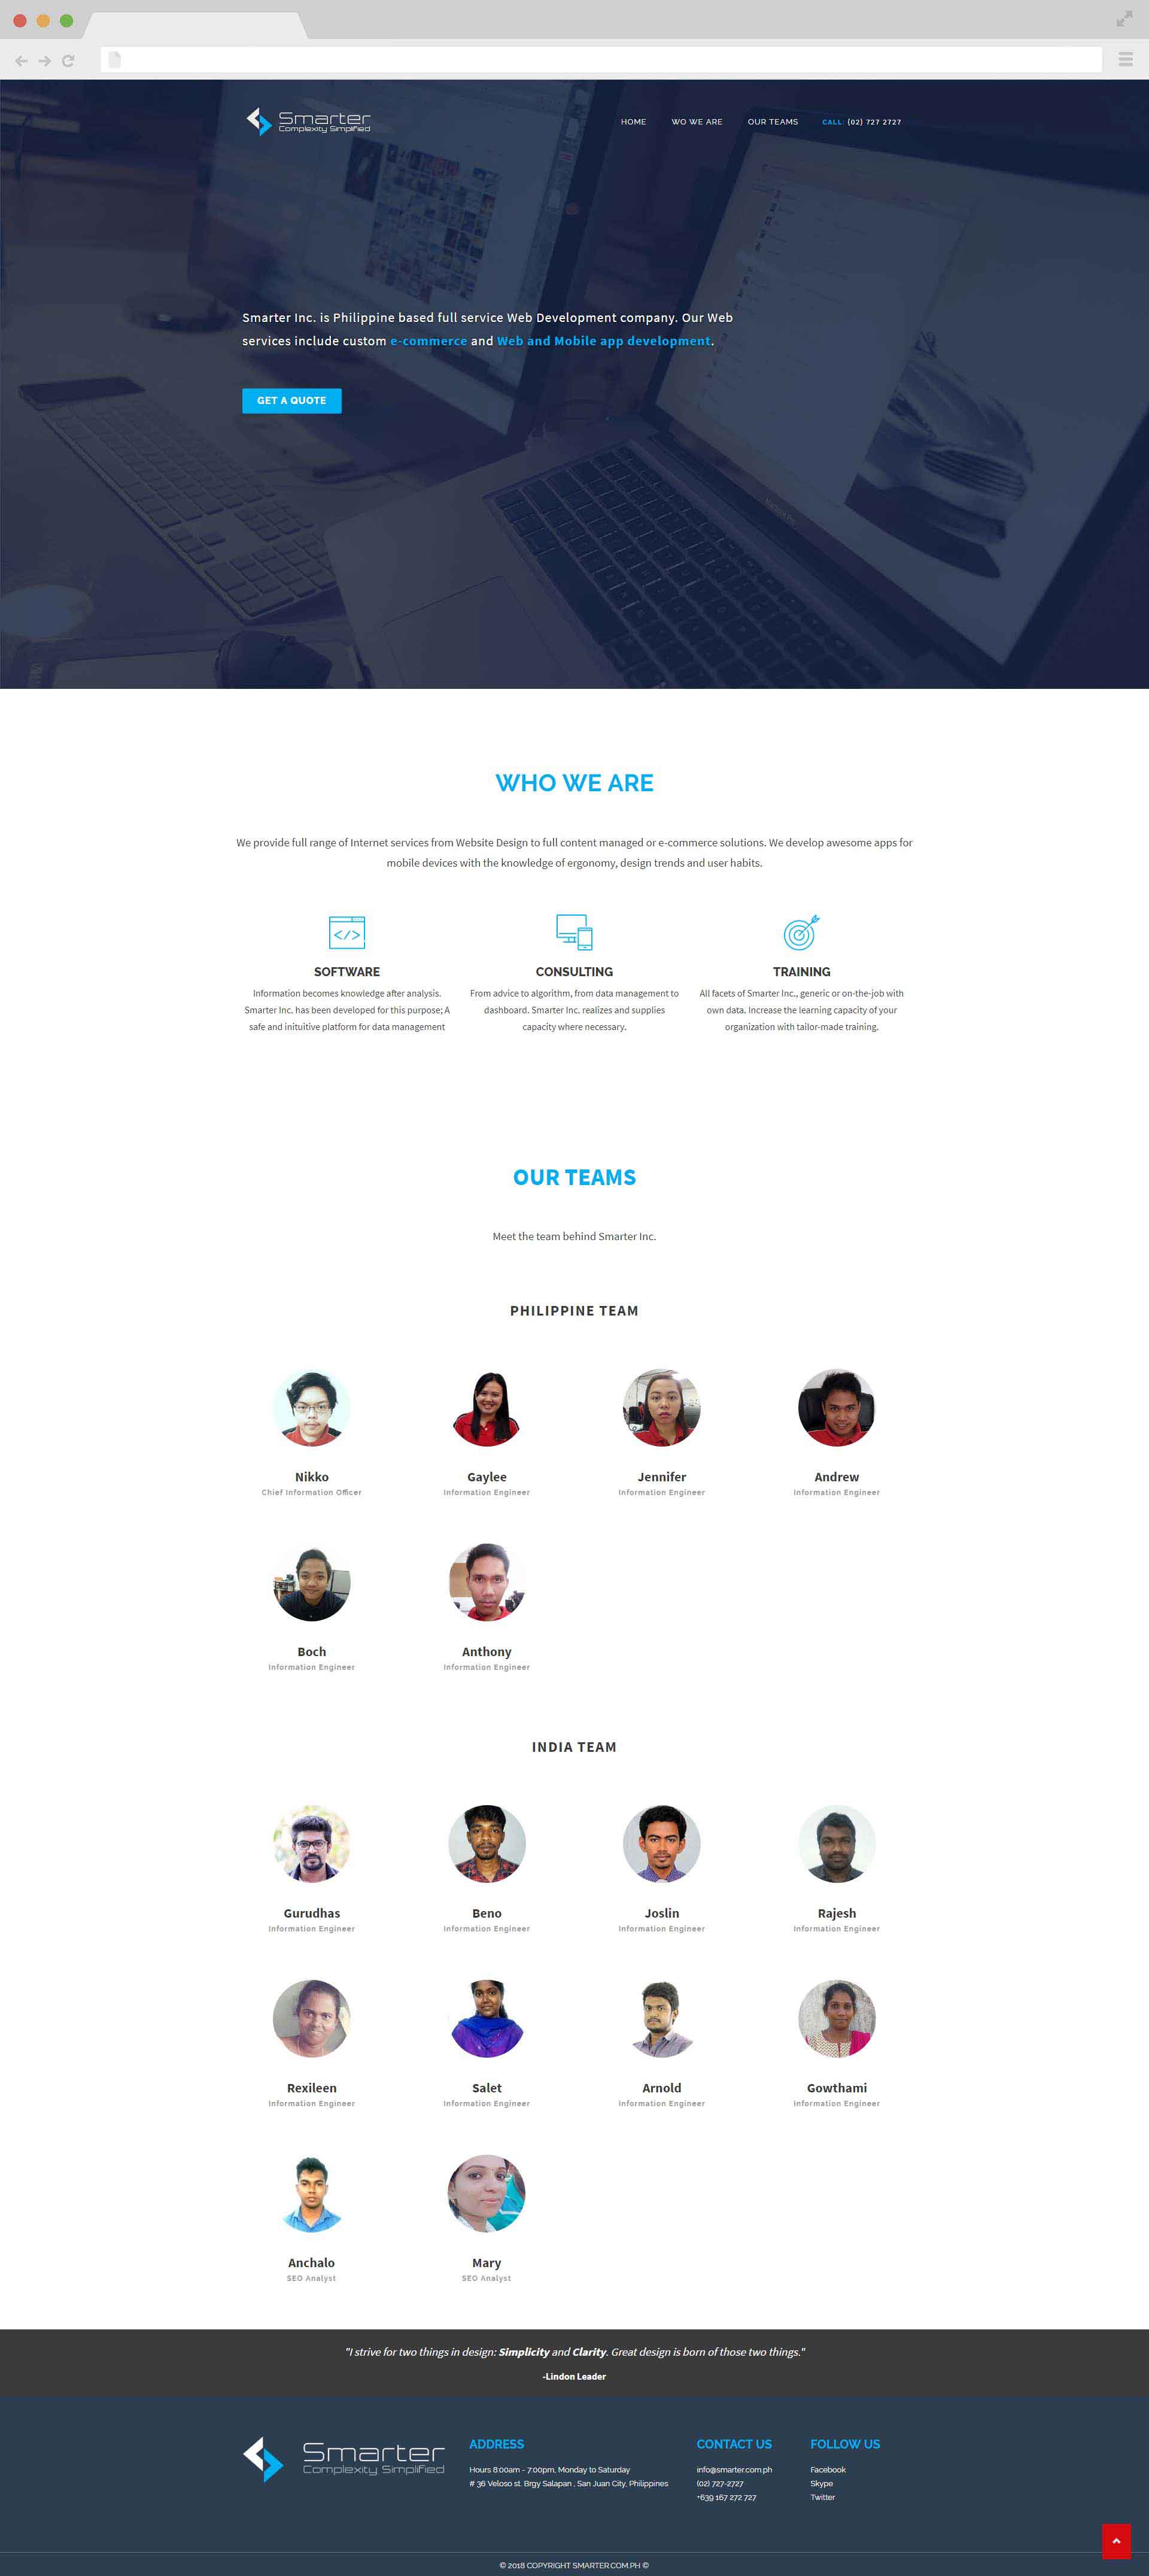 Smarter
Complexity Simplified
HOME WO WE ARE OUR TEAMS CALL: (02) 727 2727
Smarter Inc. is Philippine based full service Web Development company. Our Web
services include custom e-commerce and Web and Mobile app development.
GET A QUOTE
WHO WE ARE
We provide full range of Internet services from Website Design to full content managed or e-commerce solutions. We develop awesome apps for
mobile devices with the knowledge of ergonomy, design trends and user habits.
SOFTWARE
Information becomes knowledge after analysis.
Smarter Inc. has been developed for this purpose; A
safe and inituitive platform for data management
CONSULTING
From advice to algorithm, from data management to
dashboard. Smarter Inc. realizes and supplies
capacity where necessary.
TRAINING
All facets of Smarter Inc., generic or on-the-job with
own data. Increase the learning capacity of your
organization with tailor-made training.
OUR TEAMS
Meet the team behind Smarter Inc.
PHILIPPINE TEAM
Nikko
Chief Information Officer
Gaylee
Information Engineer
Jennifer
Information Engineer
Andrew
Information Engineer
Boch
Information Engineer
Anthony
Information Engineer
INDIA TEAM
Gurudhas
Information Engineer
Beno
Information Engineer
Joslin
Information Engineer
Rajesh
Information Engineer
Rexileen
Information Engineer
Salet
Information Engineer
Arnold
Information Engineer
Gowthami
Information Engineer
Anchalo
SEO Analyst
Mary
SEO Analyst
"I strive for two things in design: Simplicity and Clarity. Great design is born of those two things."
-Lindon Leader
Smarter
Complexity Simplified
ADDRESS
Hours 8:00am - 7:00pm, Monday to Saturday
# 36 Veloso st. Brgy Salapan , San Juan City, Philippines
CONTACT US
info@smarter.com.ph
(02) 727-2727
+639 167 272 727
FOLLOW US
Facebook
Skype
Twitter
© 2018 COPYRIGHT SMARTER.COM.PH ©